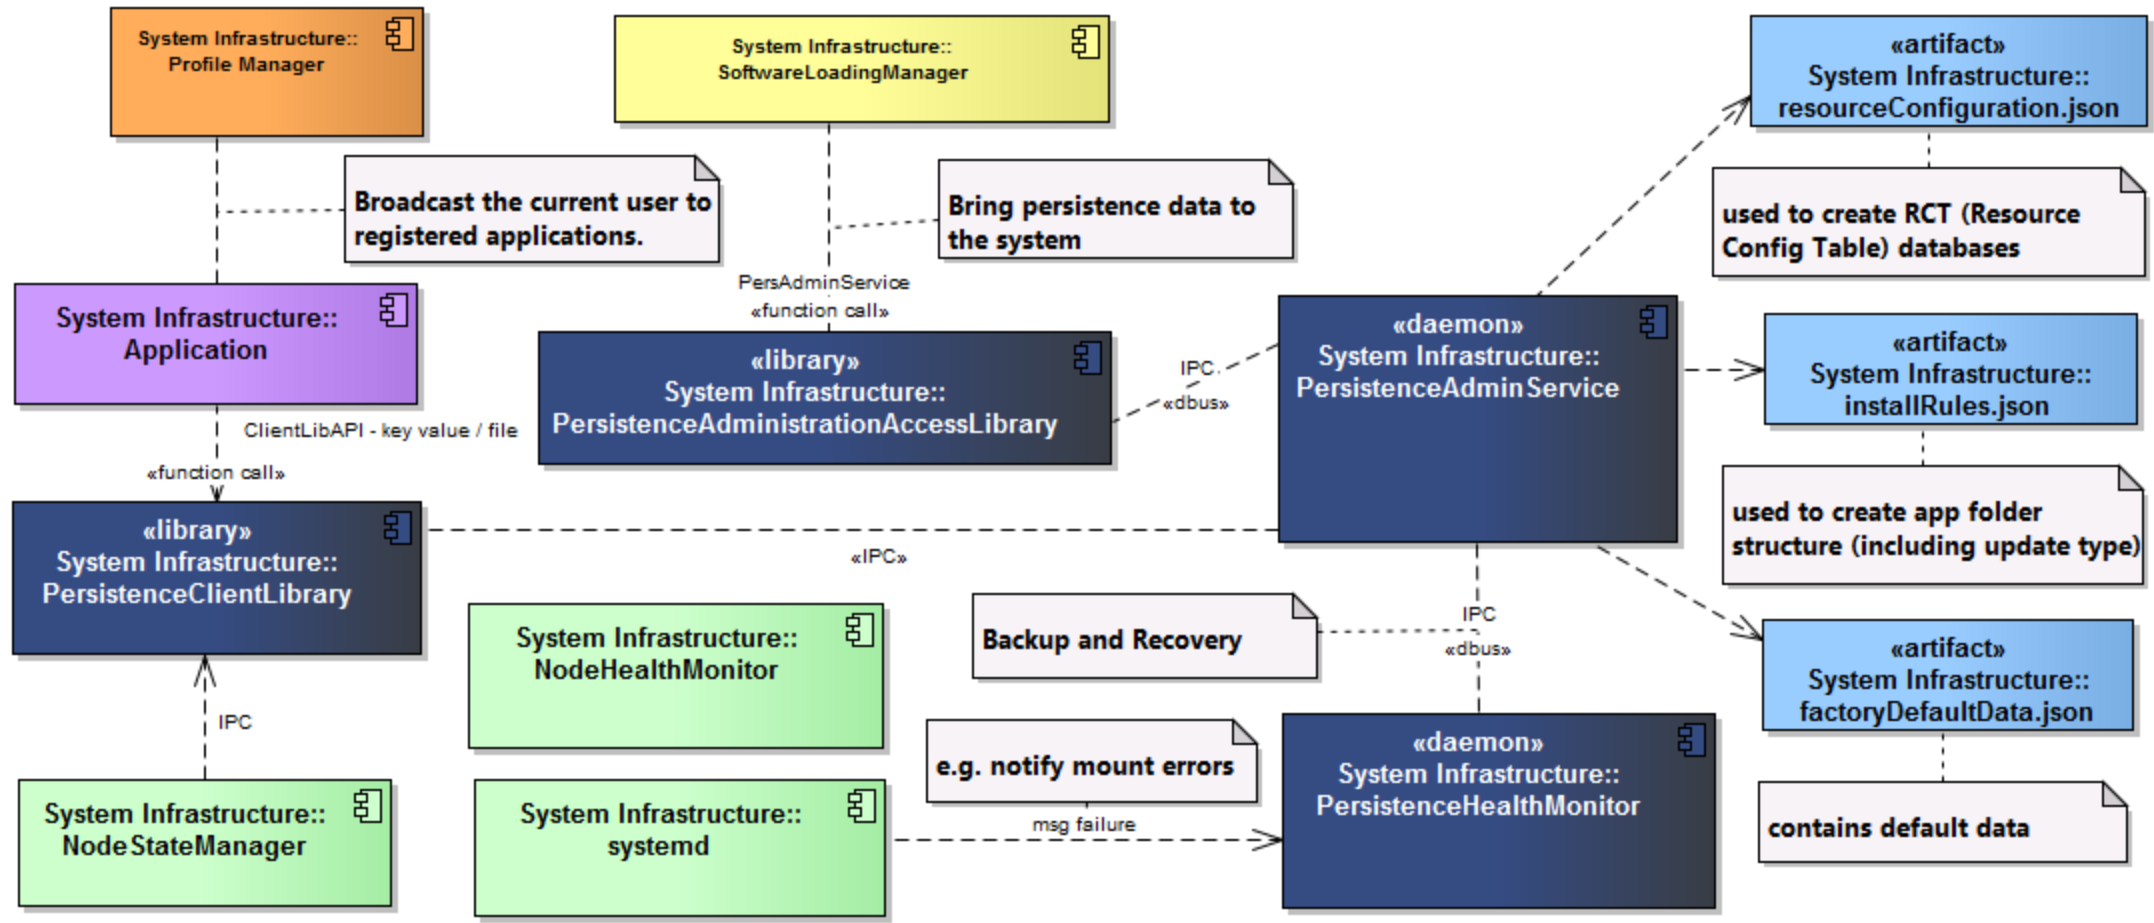 System Infrastructure::
Profile Manager
System Infrastructure::
SoftwareLoadingManager
«artifact»
System Infrastructure::
resourceConfiguration.json
Broadcast the current user to
registered applications.
Bring persistence data to
the system
used to create RCT (Resource
Config Table) databases
PersAdminService
«function call»
System Infrastructure::
Application
«library»
System Infrastructure::
PersistenceAdministrationAccessLibrary
IPC
«dbus»
«daemon»
System Infrastructure::
PersistenceAdminService
«artifact»
System Infrastructure::
installRules.json
ClientLibAPI - key value / file
«function call»
used to create app folder
structure (including update type)
«library»
System Infrastructure::
PersistenceClientLibrary
«IPC»
System Infrastructure::
NodeHealthMonitor
Backup and Recovery
IPC
«dbus»
«artifact»
System Infrastructure::
factoryDefaultData.json
IPC
e.g. notify mount errors
msg failure
«daemon»
System Infrastructure::
PersistenceHealthMonitor
contains default data
System Infrastructure::
NodeStateManager
System Infrastructure::
systemd